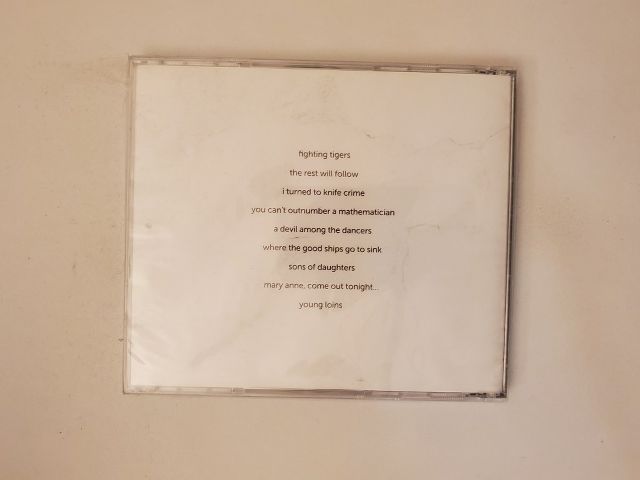 fighting tigers
the rest will follow
i turned to knife crime
you can't outnumber a mathematician
a devil among the dancers
where the good ships go to sink
sons of daughters
mary anne, come out tonight...
young loins